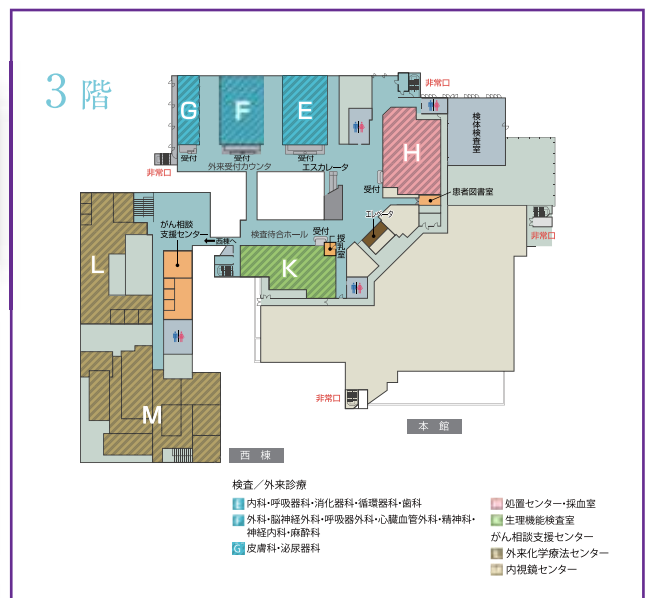 3 階
非常口
G
F
E
検体検査室
H
受付
受付
受付
外来受付カウンタ
エスカレータ
非常口
受付
患者図書室
エレベータ
がん相談
支援センター
西棟へ
検査待合ホール
受付
授乳室
非常口
L
K
M
非常口
本 館
西 棟
検査／外来診療
E 内科・呼吸器科・消化器科・循環器科・歯科
F 外科・脳神経外科・呼吸器外科・心臓血管外科・精神科・
神経内科・麻酔科
G 皮膚科・泌尿器科
H 処置センター・採血室
K 生理機能検査室
がん相談支援センター
L 外来化学療法センター
M 内視鏡センター